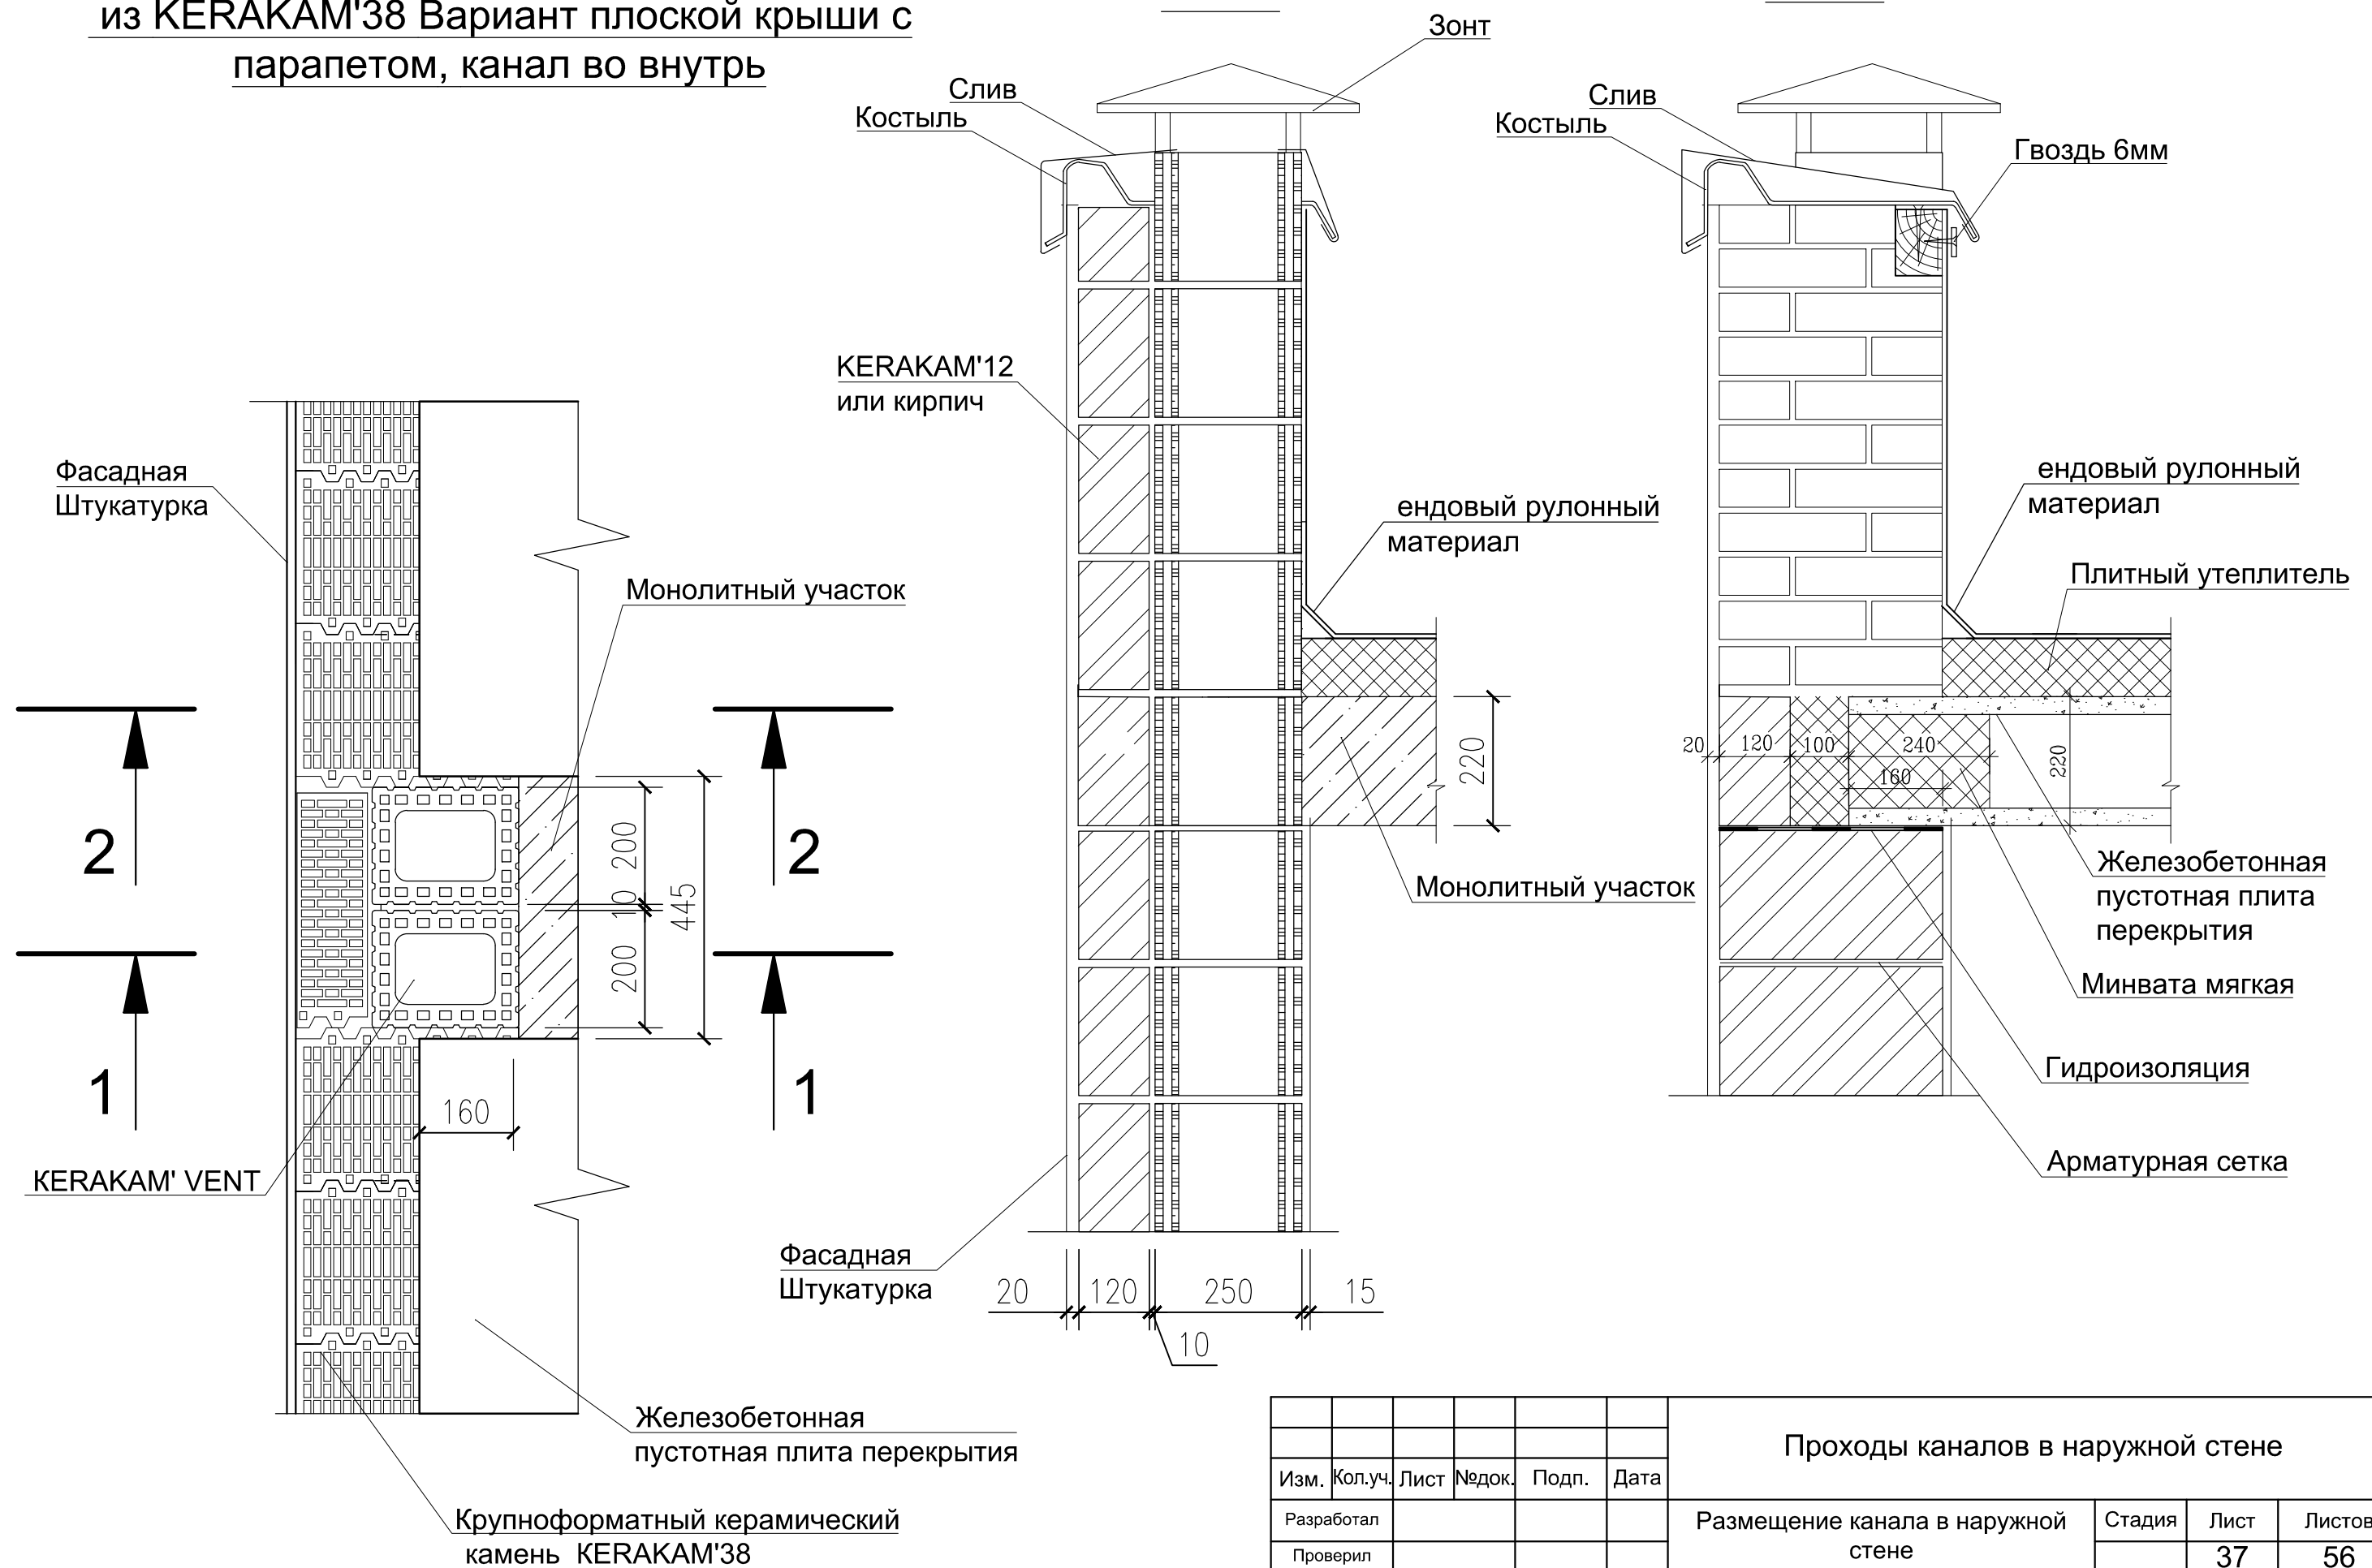 из KERAKAM'38 Вариант плоской крыши с
парапетом, канал во внутрь
Фасадная
Штукатурка
Монолитный участок
2
2
1
1
200
10
200
445
160
KERAKAM' VENT
Железобетонная
пустотная плита перекрытия
Крупноформатный керамический
камень KERAKAM'38
Зонт
Слив
Костыль
KERAKAM'12
или кирпич
ендовый рулонный
материал
220
Монолитный участок
Фасадная
Штукатурка
20
120
250
15
10
Слив
Костыль
Гвоздь 6мм
ендовый рулонный
материал
Плитный утеплитель
20
120
100
240
160
220
Железобетонная
пустотная плита
перекрытия
Минвата мягкая
Гидроизоляция
Арматурная сетка
Проходы каналов в наружной стене
Изм. Кол.уч. Лист №док. Подп. Дата
Разработал
Проверил
Размещение канала в наружной
стене
Стадия Лист Листов
37 56